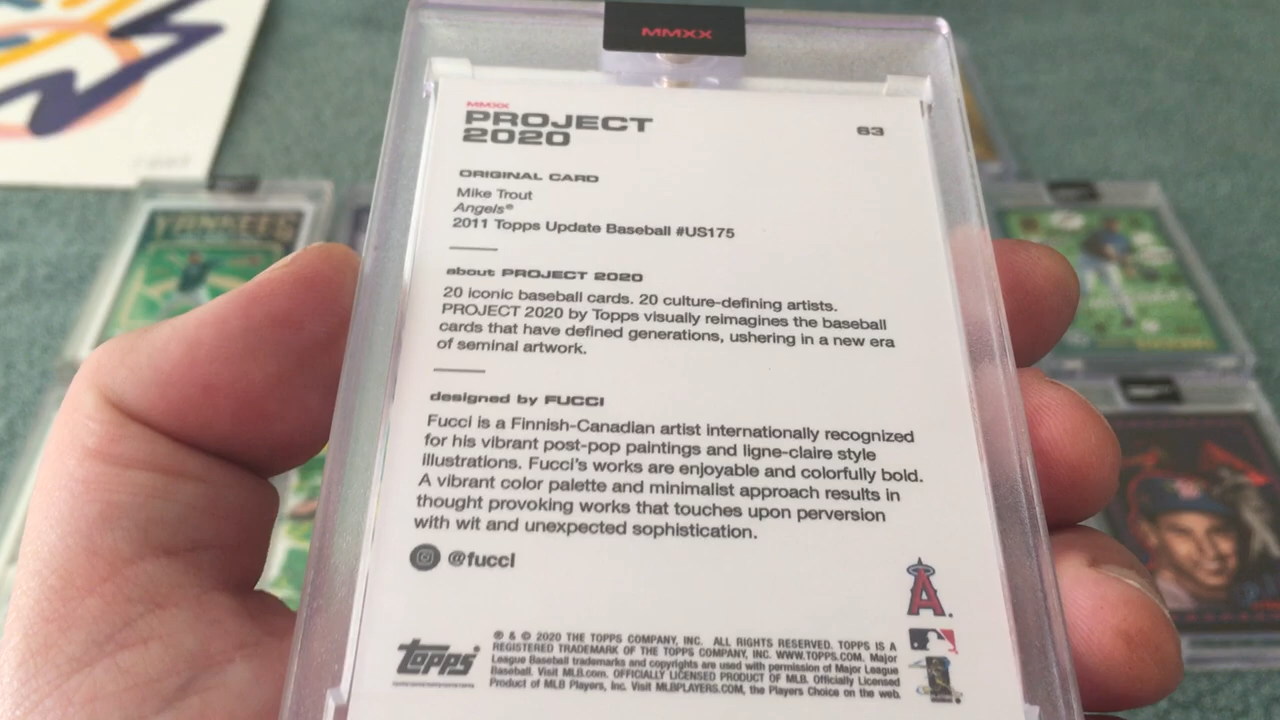 MMXX
MMXX
PROJECT
2020
63
ORIGINAL CARD
Mike Trout
Angels®
2011 Topps Update Baseball #US175
about PROJECT 2020
20 iconic baseball cards. 20 culture-defining artists.
PROJECT 2020 by Topps visually reimagines the baseball
cards that have defined generations, ushering in a new era
of seminal artwork.
designed by FUCCI
Fucci is a Finnish-Canadian artist internationally recognized
for his vibrant post-pop paintings and ligne-claire style
illustrations. Fucci's works are enjoyable and colorfully bold.
A vibrant color palette and minimalist approach results in
thought provoking works that touches upon perversion
with wit and unexpected sophistication.
@fucci
A
topps
® & © 2020 THE TOPPS COMPANY, INC. ALL RIGHTS RESERVED. TOPPS IS A
REGISTERED TRADEMARK OF THE TOPPS COMPANY, INC. WWW.TOPPS.COM. Major
League Baseball trademarks and copyrights are used with permission of Major League
Baseball. Visit MLB.com. OFFICIALLY LICENSED PRODUCT OF MLB. Officially Licensed
Product of MLB Players, Inc. Visit MLBPLAYERS.COM, the Players Choice on the web.
YANKEES